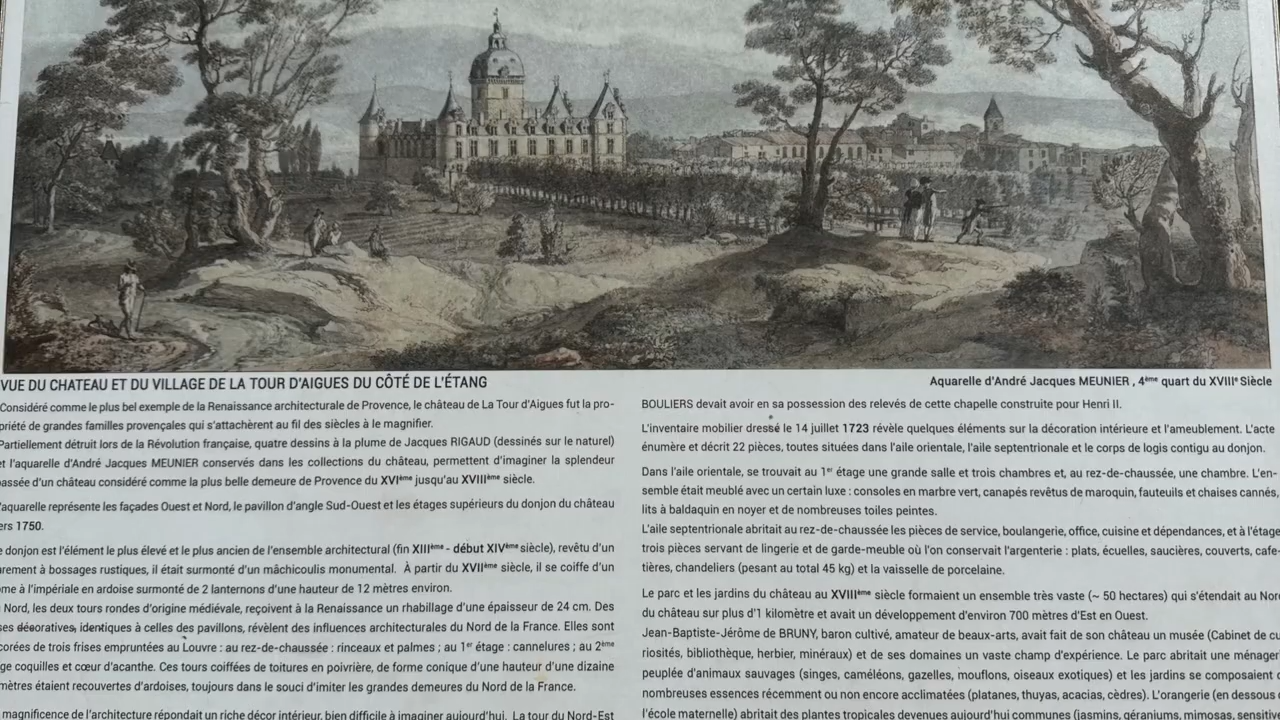 VUE DU CHATEAU ET DU VILLAGE DE LA TOUR D'AIGUES DU CÔTÉ DE L'ÉTANG
Aquarelle d'André Jacques MEUNIER , 4ème quart du XVIIIe Siècle
Considéré comme le plus bel exemple de la Renaissance architecturale de Provence, le château de La Tour d'Aigues fut la pro-
priété de grandes familles provençales qui s'attachèrent au fil des siècles à le magnifier.
Partiellement détruit lors de la Révolution française, quatre dessins à la plume de Jacques RIGAUD (dessinés sur le naturel)
et l'aquarelle d'André Jacques MEUNIER conservés dans les collections du château, permettent d'imaginer la splendeur
passée d'un château considéré comme la plus belle demeure de Provence du XVIème jusqu'au XVIIIème siècle.
'aquarelle représente les façades Ouest et Nord, le pavillon d'angle Sud-Ouest et les étages supérieurs du donjon du château
ers 1750.
e donjon est l'élément le plus élevé et le plus ancien de l'ensemble architectural (fin XIIIème - début XIVème siècle), revêtu d'un
arement à bossages rustiques, il était surmonté d'un mâchicoulis monumental. À partir du XVIIème siècle, il se coiffe d'un
me à l'impériale en ardoise surmonté de 2 lanternons d'une hauteur de 12 mètres environ.
Nord, les deux tours rondes d'origine médiévale, reçoivent à la Renaissance un rhabillage d'une épaisseur de 24 cm. Des
ses décoratives, identiques à celles des pavillons, révèlent des influences architecturales du Nord de la France. Elles sont
corées de trois frises empruntées au Louvre : au rez-de-chaussée : rinceaux et palmes ; au 1er étage : cannelures ; au 2ème
ge coquilles et cœur d'acanthe. Ces tours coiffées de toitures en poivrière, de forme conique d'une hauteur d'une dizaine
mètres étaient recouvertes d'ardoises, toujours dans le souci d'imiter les grandes demeures du Nord de la France.
magnificence de l'architecture répondait un riche décor intérieur, bien difficile à imaginer aujourd'hui. La tour du Nord-Est
BOULIERS devait avoir en sa possession des relevés de cette chapelle construite pour Henri II.
L'inventaire mobilier dressé le 14 juillet 1723 révèle quelques éléments sur la décoration intérieure et l'ameublement. L'acte
énumère et décrit 22 pièces, toutes situées dans l'aile orientale, l'aile septentrionale et le corps de logis contigu au donjon.
Dans l'aile orientale, se trouvait au 1er étage une grande salle et trois chambres et, au rez-de-chaussée, une chambre. L'en-
semble était meublé avec un certain luxe : consoles en marbre vert, canapés revêtus de maroquin, fauteuils et chaises cannés,
lits à baldaquin en noyer et de nombreuses toiles peintes.
L'aile septentrionale abritait au rez-de-chaussée les pièces de service, boulangerie, office, cuisine et dépendances, et à l'étage
trois pièces servant de lingerie et de garde-meuble où l'on conservait l'argenterie : plats, écuelles, saucières, couverts, cafe-
tières, chandeliers (pesant au total 45 kg) et la vaisselle de porcelaine.
Le parc et les jardins du château au XVIIIème siècle formaient un ensemble très vaste (~ 50 hectares) qui s'étendait au Nord
du château sur plus d'1 kilomètre et avait un développement d'environ 700 mètres d'Est en Ouest.
Jean-Baptiste-Jérôme de BRUNY, baron cultivé, amateur de beaux-arts, avait fait de son château un musée (Cabinet de cu
riosités, bibliothèque, herbier, minéraux) et de ses domaines un vaste champ d'expérience. Le parc abritait une ménager
peuplée d'animaux sauvages (singes, caméléons, gazelles, mouflons, oiseaux exotiques) et les jardins se composaient d
nombreuses essences récemment ou non encore acclimatées (platanes, thuyas, acacias, cèdres). L'orangerie (en dessous d
l'école maternelle) abritait des plantes tropicales devenues aujourd'hui communes (jasmins, géraniums, mimosas, sensitiv